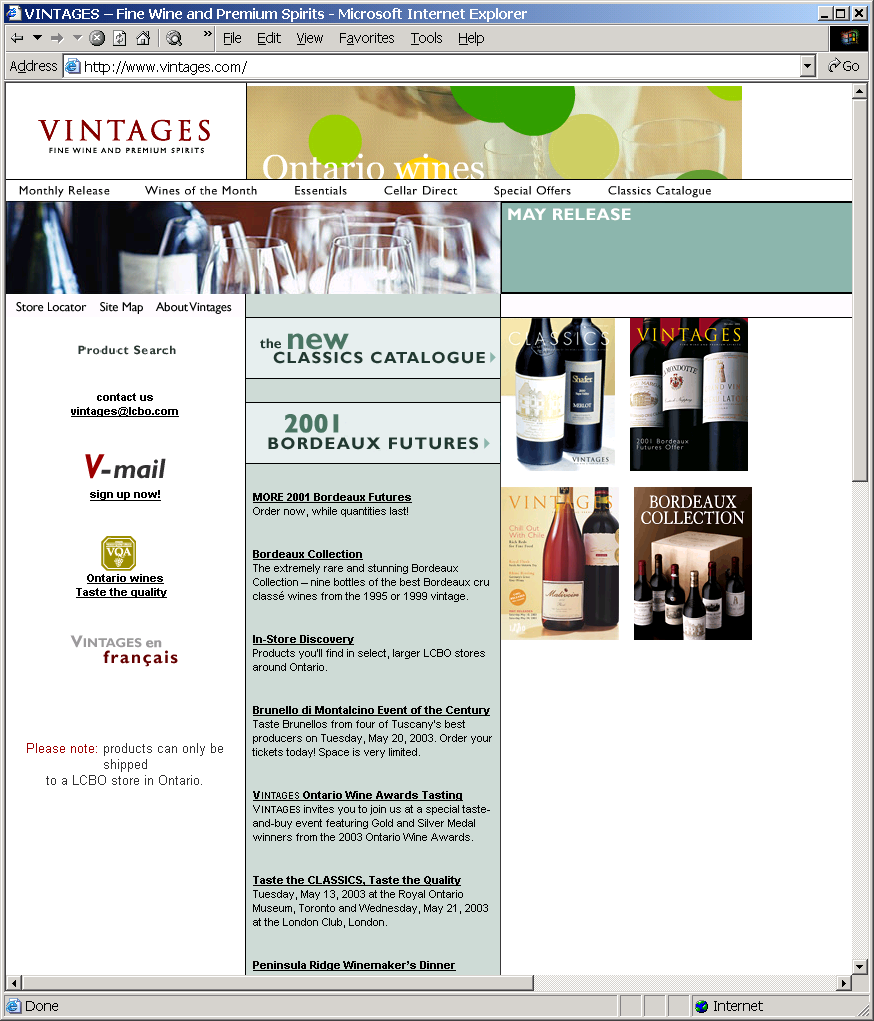 VINTAGES – Fine Wine and Premium Spirits - Microsoft Internet Explorer
» File Edit View Favorites Tools Help
Address http://www.vintages.com/ Go
VINTAGES
FINE WINE AND PREMIUM SPIRITS
Ontario wines
Monthly Release Wines of the Month Essentials Cellar Direct Special Offers Classics Catalogue
MAY RELEASE
Store Locator Site Map About Vintages
Product Search
contact us
vintages@lcbo.com
V-mail
sign up now!
VQA
Ontario wines
Taste the quality
VINTAGES en
français
Please note: products can only be
shipped
to a LCBO store in Ontario.
the new
CLASSICS CATALOGUE
2001
BORDEAUX FUTURES
MORE 2001 Bordeaux Futures
Order now, while quantities last!
Bordeaux Collection
The extremely rare and stunning Bordeaux
Collection – nine bottles of the best Bordeaux cru
classé wines from the 1995 or 1999 vintage.
In-Store Discovery
Products you'll find in select, larger LCBO stores
around Ontario.
Brunello di Montalcino Event of the Century
Taste Brunellos from four of Tuscany's best
producers on Tuesday, May 20, 2003. Order your
tickets today! Space is very limited.
VINTAGES Ontario Wine Awards Tasting
VINTAGES invites you to join us at a special taste-
and-buy event featuring Gold and Silver Medal
winners from the 2003 Ontario Wine Awards.
Taste the CLASSICS, Taste the Quality
Tuesday, May 13, 2003 at the Royal Ontario
Museum, Toronto and Wednesday, May 21, 2003
at the London Club, London.
Peninsula Ridge Winemaker's Dinner
CLASSICS
Shafer
MERLOT
VINTAGES
VINTAGES
2001 Bordeaux
Futures Offer
VINTAGES
Chill Out
With Chile
BORDEAUX
COLLECTION
Done Internet